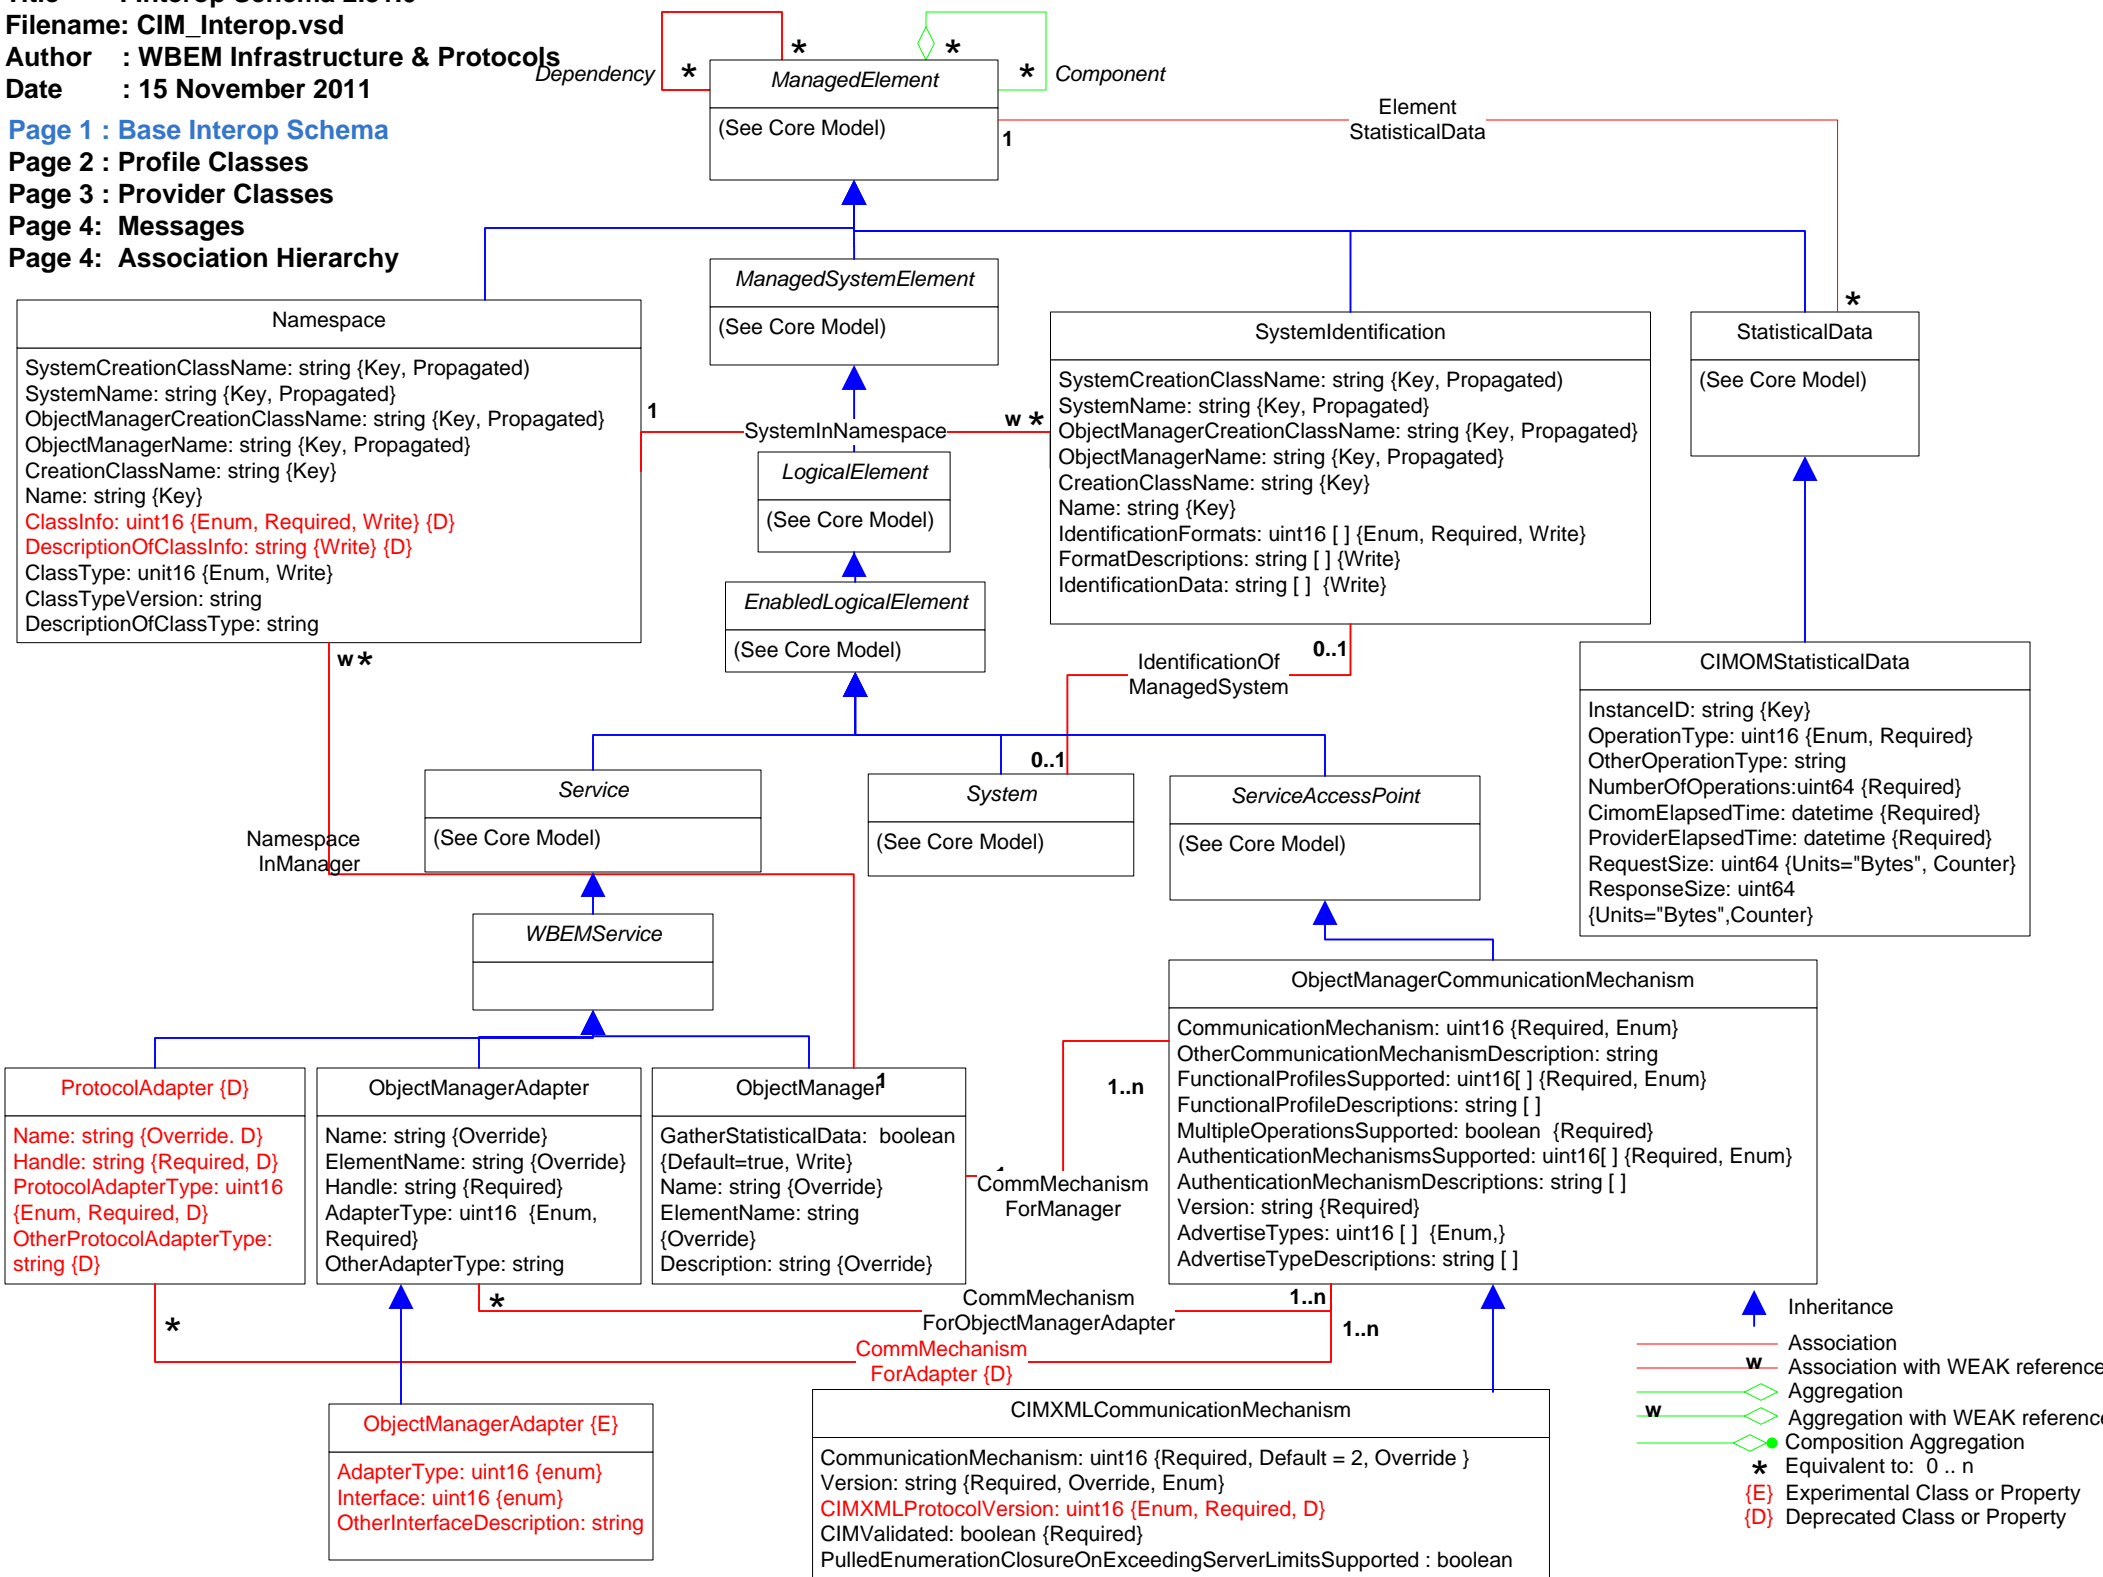 Filename: CIM_Interop.vsd
Author : WBEM Infrastructure & Protocols
Date : 15 November 2011
Page 1 : Base Interop Schema
Page 2 : Profile Classes
Page 3 : Provider Classes
Page 4: Messages
Page 4: Association Hierarchy
Dependency
*
*
*
*
Component
ManagedElement
(See Core Model)
1
Element
StatisticalData
*
ManagedSystemElement
(See Core Model)
Namespace
SystemCreationClassName: string {Key, Propagated)
SystemName: string {Key, Propagated}
ObjectManagerCreationClassName: string {Key, Propagated}
ObjectManagerName: string {Key, Propagated}
CreationClassName: string {Key}
Name: string {Key}
ClassInfo: uint16 {Enum, Required, Write} {D}
DescriptionOfClassInfo: string {Write} {D}
ClassType: unit16 {Enum, Write}
ClassTypeVersion: string
DescriptionOfClassType: string
1
SystemInNamespace
w *
SystemIdentification
SystemCreationClassName: string {Key, Propagated)
SystemName: string {Key, Propagated}
ObjectManagerCreationClassName: string {Key, Propagated}
ObjectManagerName: string {Key, Propagated}
CreationClassName: string {Key}
Name: string {Key}
IdentificationFormats: uint16 [ ] {Enum, Required, Write}
FormatDescriptions: string [ ] {Write}
IdentificationData: string [ ] {Write}
StatisticalData
(See Core Model)
LogicalElement
(See Core Model)
EnabledLogicalElement
(See Core Model)
w *
IdentificationOf
ManagedSystem
0..1
0..1
CIMOMStatisticalData
InstanceID: string {Key}
OperationType: uint16 {Enum, Required}
OtherOperationType: string
NumberOfOperations:uint64 {Required}
CimomElapsedTime: datetime {Required}
ProviderElapsedTime: datetime {Required}
RequestSize: uint64 {Units="Bytes", Counter}
ResponseSize: uint64
{Units="Bytes",Counter}
Service
(See Core Model)
System
(See Core Model)
ServiceAccessPoint
(See Core Model)
Namespace
InManager
WBEMService
ObjectManagerCommunicationMechanism
CommunicationMechanism: uint16 {Required, Enum}
OtherCommunicationMechanismDescription: string
FunctionalProfilesSupported: uint16[ ] {Required, Enum}
FunctionalProfileDescriptions: string [ ]
MultipleOperationsSupported: boolean {Required}
AuthenticationMechanismsSupported: uint16[ ] {Required, Enum}
AuthenticationMechanismDescriptions: string [ ]
Version: string {Required}
AdvertiseTypes: uint16 [ ] {Enum,}
AdvertiseTypeDescriptions: string [ ]
ProtocolAdapter {D}
Name: string {Override. D}
Handle: string {Required, D}
ProtocolAdapterType: uint16
{Enum, Required, D}
OtherProtocolAdapterType:
string {D}
ObjectManagerAdapter
Name: string {Override}
ElementName: string {Override}
Handle: string {Required}
AdapterType: uint16 {Enum,
Required}
OtherAdapterType: string
ObjectManager
1
GatherStatisticalData: boolean
{Default=true, Write}
Name: string {Override}
ElementName: string
{Override}
Description: string {Override}
1..n
CommMechanism
ForManager
*
*
CommMechanism
ForObjectManagerAdapter
1..n
1..n
CommMechanism
ForAdapter {D}
ObjectManagerAdapter {E}
AdapterType: uint16 {enum}
Interface: uint16 {enum}
OtherInterfaceDescription: string
CIMXMLCommunicationMechanism
CommunicationMechanism: uint16 {Required, Default = 2, Override }
Version: string {Required, Override, Enum}
CIMXMLProtocolVersion: uint16 {Enum, Required, D}
CIMValidated: boolean {Required}
PulledEnumerationClosureOnExceedingServerLimitsSupported : boolean
Inheritance
Association
w Association with WEAK reference
Aggregation
w Aggregation with WEAK reference
Composition Aggregation
* Equivalent to: 0 .. n
{E} Experimental Class or Property
{D} Deprecated Class or Property